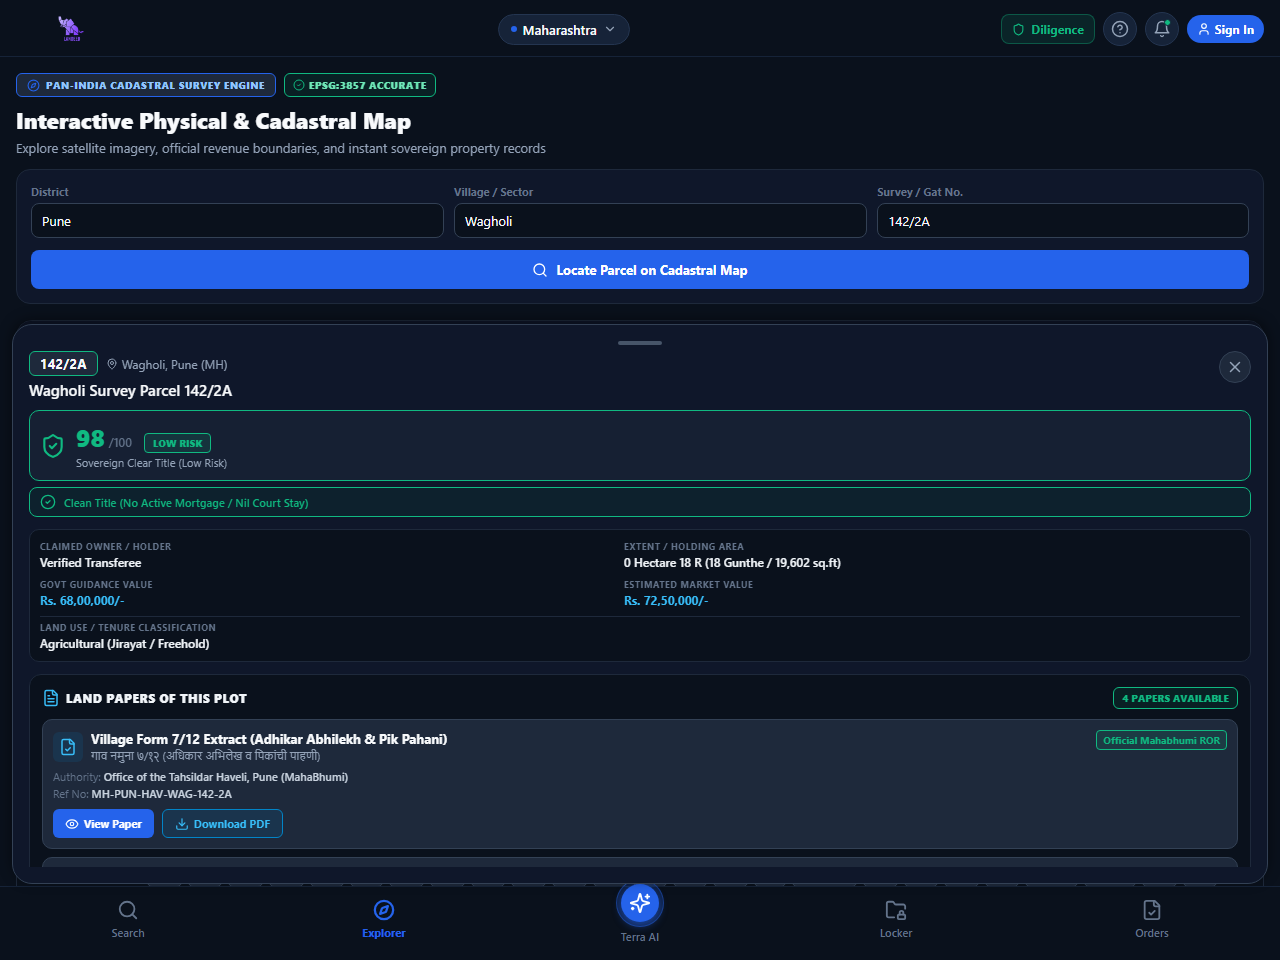 LANDLEN
Maharashtra
Diligence
Sign In
PAN-INDIA CADASTRAL SURVEY ENGINE
EPSG:3857 ACCURATE
Interactive Physical & Cadastral Map
Explore satellite imagery, official revenue boundaries, and instant sovereign property records
District
Village / Sector
Survey / Gat No.
Pune
Wagholi
142/2A
Locate Parcel on Cadastral Map
142/2A
Wagholi, Pune (MH)
Wagholi Survey Parcel 142/2A
98 /100 LOW RISK
Sovereign Clear Title (Low Risk)
Clean Title (No Active Mortgage / Nil Court Stay)
CLAIMED OWNER / HOLDER
Verified Transferee
EXTENT / HOLDING AREA
0 Hectare 18 R (18 Gunthe / 19,602 sq.ft)
GOVT GUIDANCE VALUE
Rs. 68,00,000/-
ESTIMATED MARKET VALUE
Rs. 72,50,000/-
LAND USE / TENURE CLASSIFICATION
Agricultural (Jirayat / Freehold)
LAND PAPERS OF THIS PLOT
4 PAPERS AVAILABLE
Village Form 7/12 Extract (Adhikar Abhilekh & Pik Pahani)
गाव नमुना ७/१२ (अधिकार अभिलेख व पिकांची पाहणी)
Official Mahabhumi ROR
Authority: Office of the Tahsildar Haveli, Pune (MahaBhumi)
Ref No: MH-PUN-HAV-WAG-142-2A
View Paper
Download PDF
Search
Explorer
Terra AI
Locker
Orders